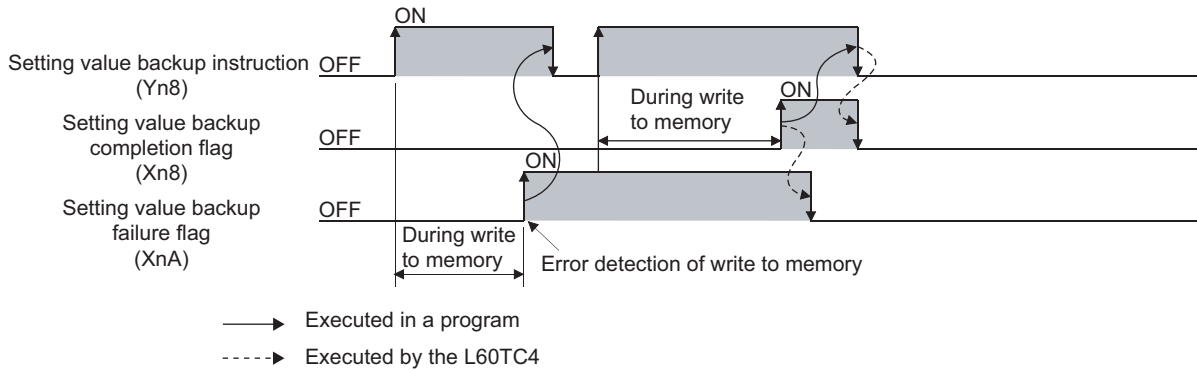 ON
Setting value backup instruction
(Yn8)
OFF
During write
to memory
ON
Setting value backup
completion flag
(Xn8)
OFF
ON
Setting value backup
failure flag
(XnA)
OFF
During write
to memory
Error detection of write to memory
Executed in a program
Executed by the L60TC4